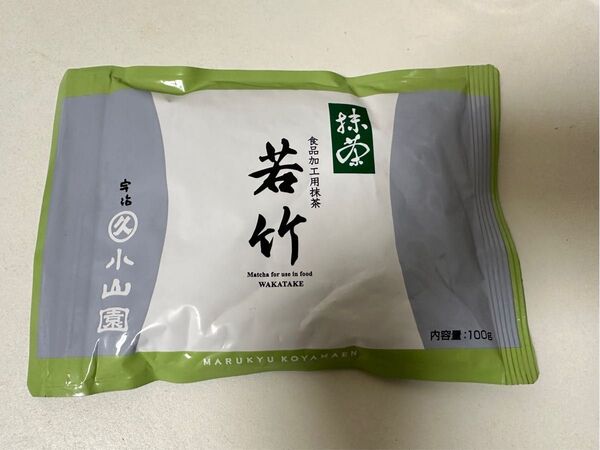 抹茶
食品加工用抹茶
若竹
Matcha for use in food
WAKATAKE
宇治
久
小山園
内容量:100g
MARUKYU KOYAMAEN